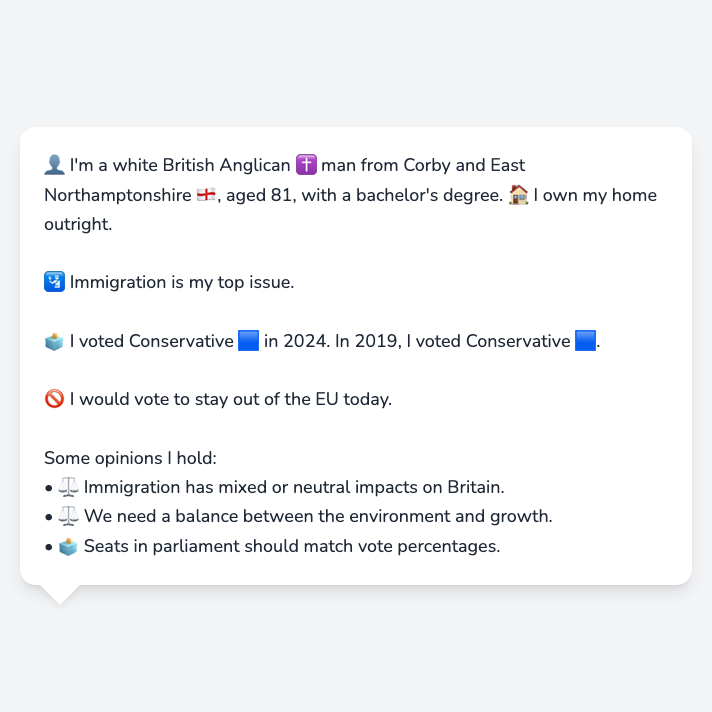 👤 I'm a white British Anglican ✝️ man from Corby and East
Northamptonshire 🏴󠁧󠁢󠁥󠁮󠁧󠁿, aged 81, with a bachelor's degree. 🏠 I own my home
outright.
🛂 Immigration is my top issue.
🗳️ I voted Conservative 🟦 in 2024. In 2019, I voted Conservative 🟦.
🚫 I would vote to stay out of the EU today.
Some opinions I hold:
• ⚖️ Immigration has mixed or neutral impacts on Britain.
• ⚖️ We need a balance between the environment and growth.
• 🗳️ Seats in parliament should match vote percentages.